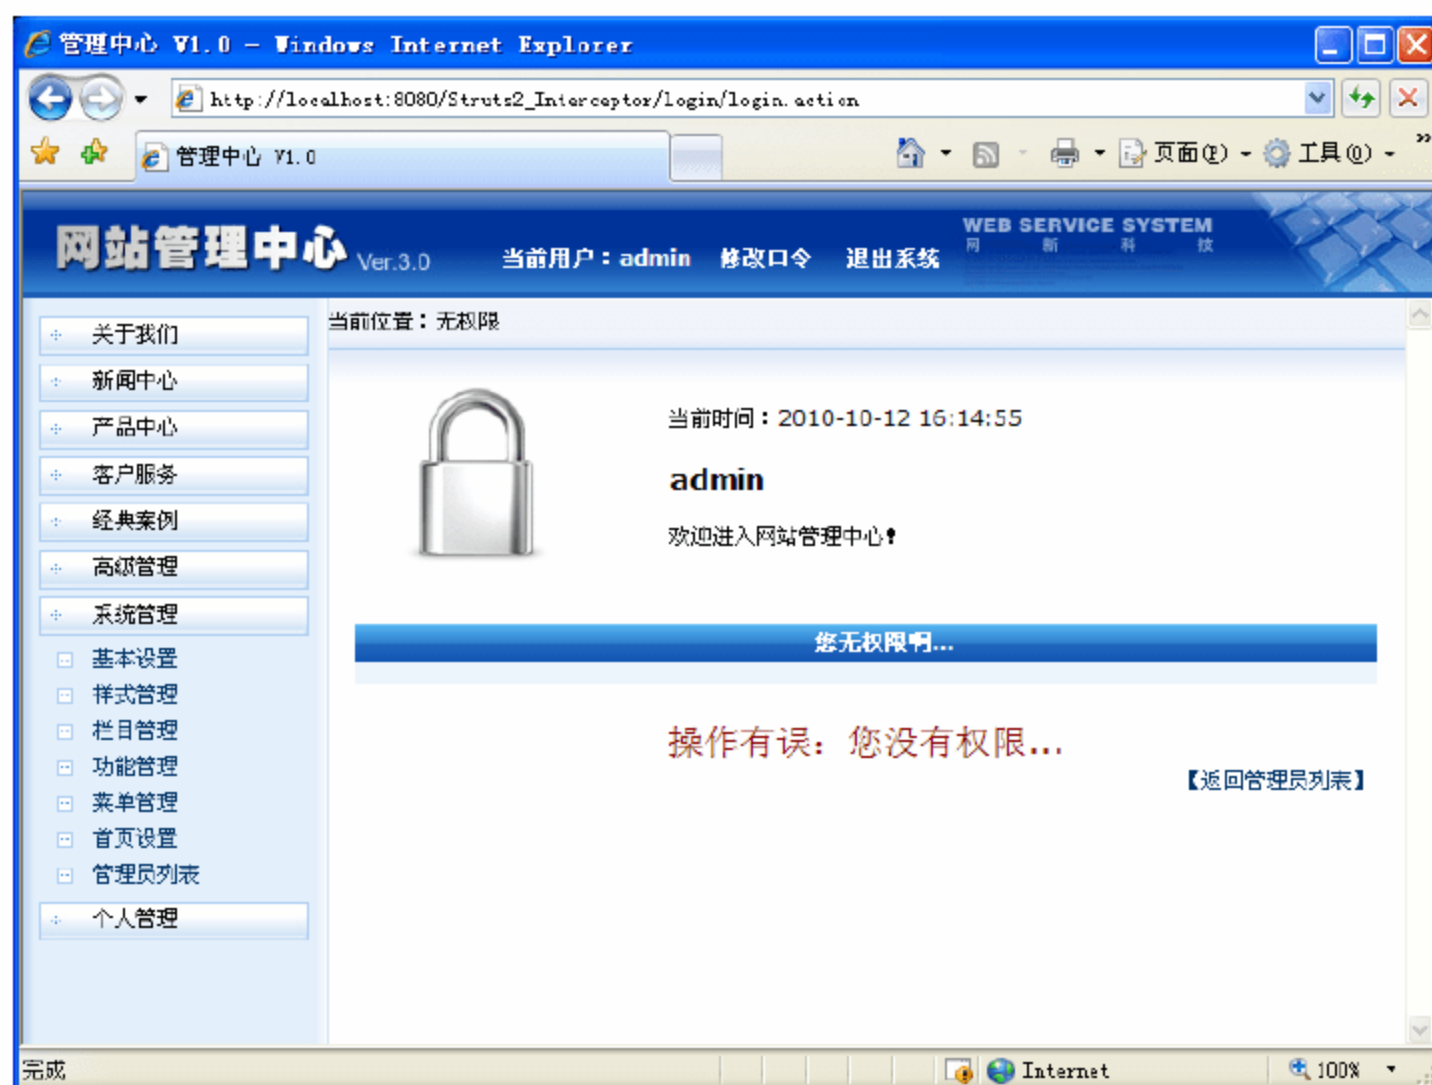 管理中心 V1.0 - Windows Internet Explorer
http://localhost:8080/Struts2_Interceptor/login/login.action
管理中心 V1.0
页面(P)
工具(O)
»
网站管理中心 Ver.3.0
当前用户：admin 修改口令 退出系统
WEB SERVICE SYSTEM
网 新 科 技
关于我们
新闻中心
产品中心
客户服务
经典案例
高级管理
系统管理
基本设置
样式管理
栏目管理
功能管理
菜单管理
首页设置
管理员列表
个人管理
当前位置：无权限
当前时间：2010-10-12 16:14:55
admin
欢迎进入网站管理中心！
您无权限啊...
操作有误：您没有权限...
【返回管理员列表】
完成
Internet
100%